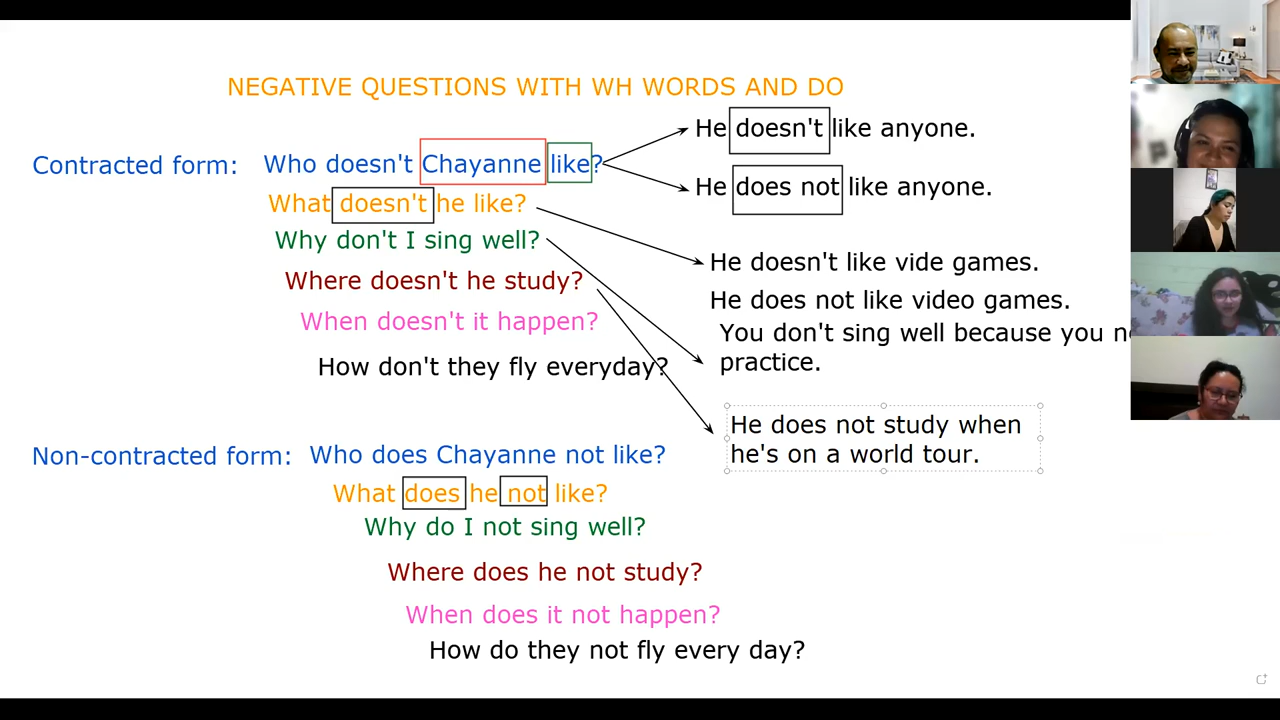 NEGATIVE QUESTIONS WITH WH WORDS AND DO
Contracted form:
Who doesn't Chayanne like?
What doesn't he like?
Why don't I sing well?
Where doesn't he study?
When doesn't it happen?
How don't they fly everyday?
He doesn't like anyone.
He does not like anyone.
He doesn't like vide games.
He does not like video games.
You don't sing well because you
practice.
He does not study when
he's on a world tour.
Non-contracted form:
Who does Chayanne not like?
What does he not like?
Why do I not sing well?
Where does he not study?
When does it not happen?
How do they not fly every day?